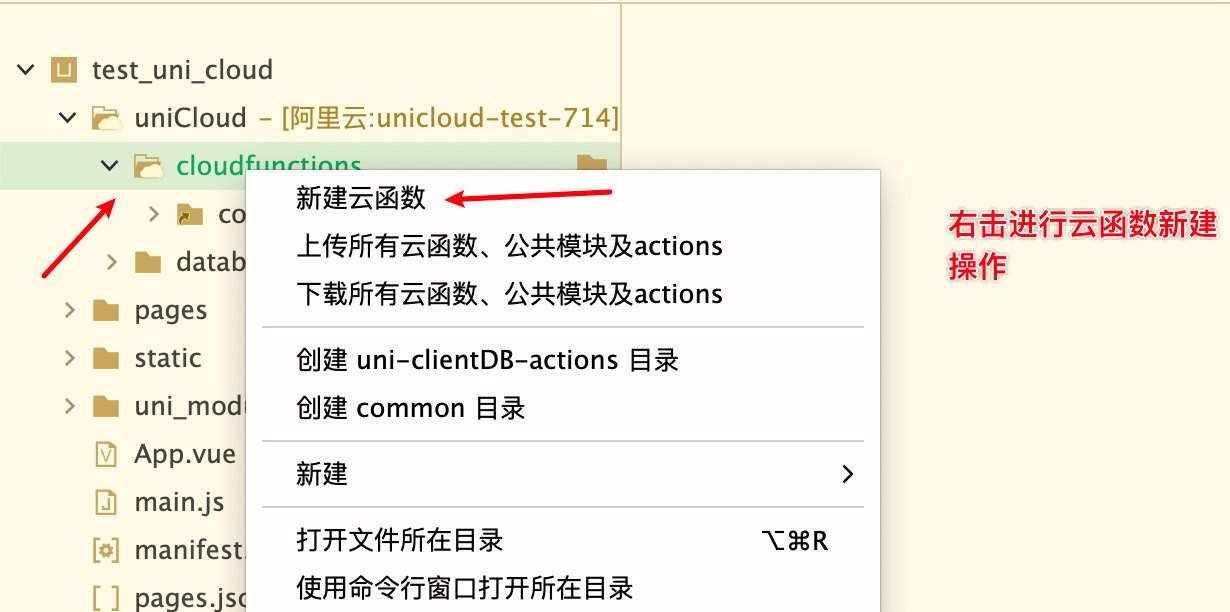 test_uni_cloud
uniCloud – [阿里云:unicloud-test-714]
cloudfunctions
co
datab
pages
static
uni_modu
App.vue
main.js
manifest.
pages.jsc
新建云函数
上传所有云函数、公共模块及actions
下载所有云函数、公共模块及actions
创建 uni-clientDB-actions 目录
创建 common 目录
新建
打开文件所在目录 ⌥⌘R
使用命令行窗口打开所在目录
右击进行云函数新建
操作